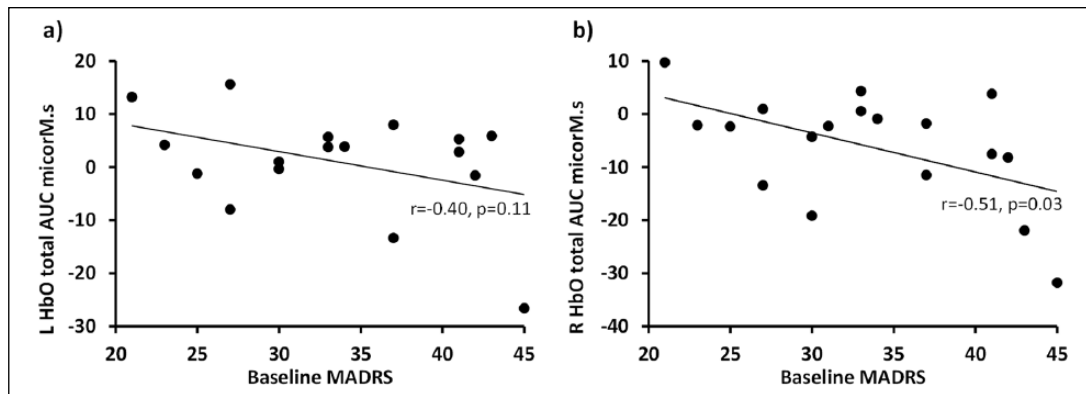 a)
L HbO total AUC micorM.s
20
10
0
-10
-20
-30
r=-0.40, p=0.11
20 25 30 35 40 45
Baseline MADRS
b)
R HbO total AUC micorM.s
10
0
-10
-20
-30
-40
r=-0.51, p=0.03
20 25 30 35 40 45
Baseline MADRS